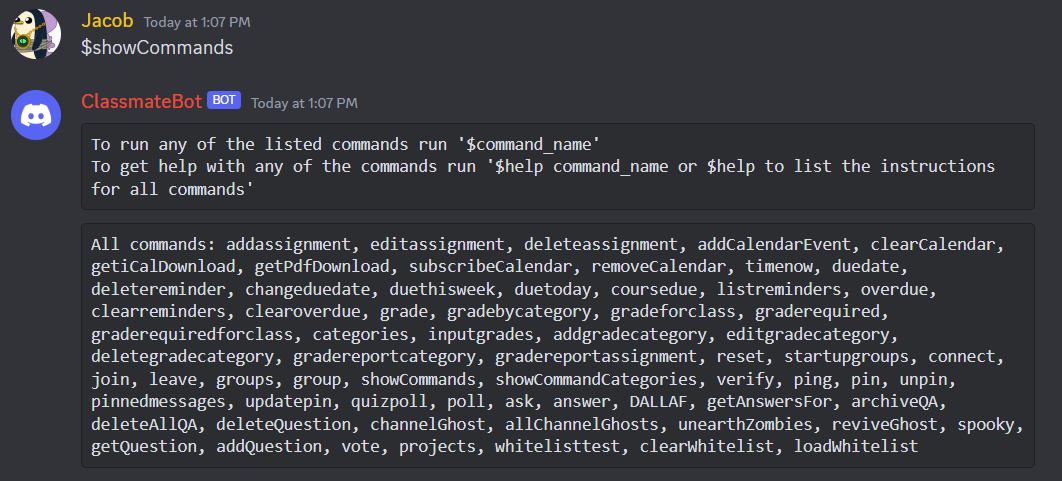 Jacob Today at 1:07 PM
$showCommands
ClassmateBot BOT Today at 1:07 PM
To run any of the listed commands run '$command_name'
To get help with any of the commands run '$help command_name or $help to list the instructions
for all commands'
All commands: addassignment, editassignment, deleteassignment, addCalendarEvent, clearCalendar,
getiCalDownload, getPdfDownload, subscribeCalendar, removeCalendar, timenow, duedate,
deletereminder, changeduedate, duethisweek, duetoday, coursedue, listreminders, overdue,
clearreminders, clearoverdue, grade, gradebycategory, gradeforclass, graderequired,
graderequiredforclass, categories, inputgrades, addgradecategory, editgradecategory,
deletegradecategory, gradereportcategory, gradereportassignment, reset, startupgroups, connect,
join, leave, groups, group, showCommands, showCommandCategories, verify, ping, pin, unpin,
pinnedmessages, updatepin, quizpoll, poll, ask, answer, DALLAF, getAnswersFor, archiveQA,
deleteAllQA, deleteQuestion, channelGhost, allChannelGhosts, unearthZombies, reviveGhost, spooky,
getQuestion, addQuestion, vote, projects, whitelisttest, clearWhitelist, loadWhitelist